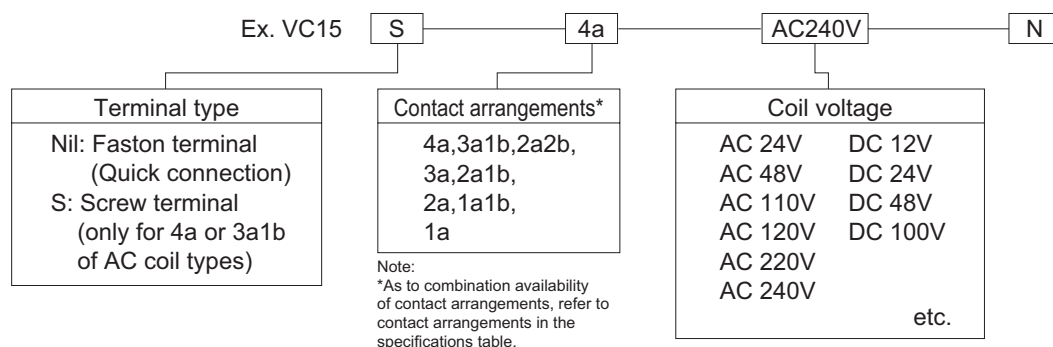 Ex. VC15 S 4a AC240V N
Terminal type
Nil: Faston terminal
(Quick connection)
S: Screw terminal
(only for 4a or 3a1b
of AC coil types)
Contact arrangements*
4a,3a1b,2a2b,
3a,2a1b,
2a,1a1b,
1a
Note:
*As to combination availability
of contact arrangements, refer to
contact arrangements in the
specifications table.
Coil voltage
AC 24V DC 12V
AC 48V DC 24V
AC 110V DC 48V
AC 120V DC 100V
AC 220V
AC 240V
etc.